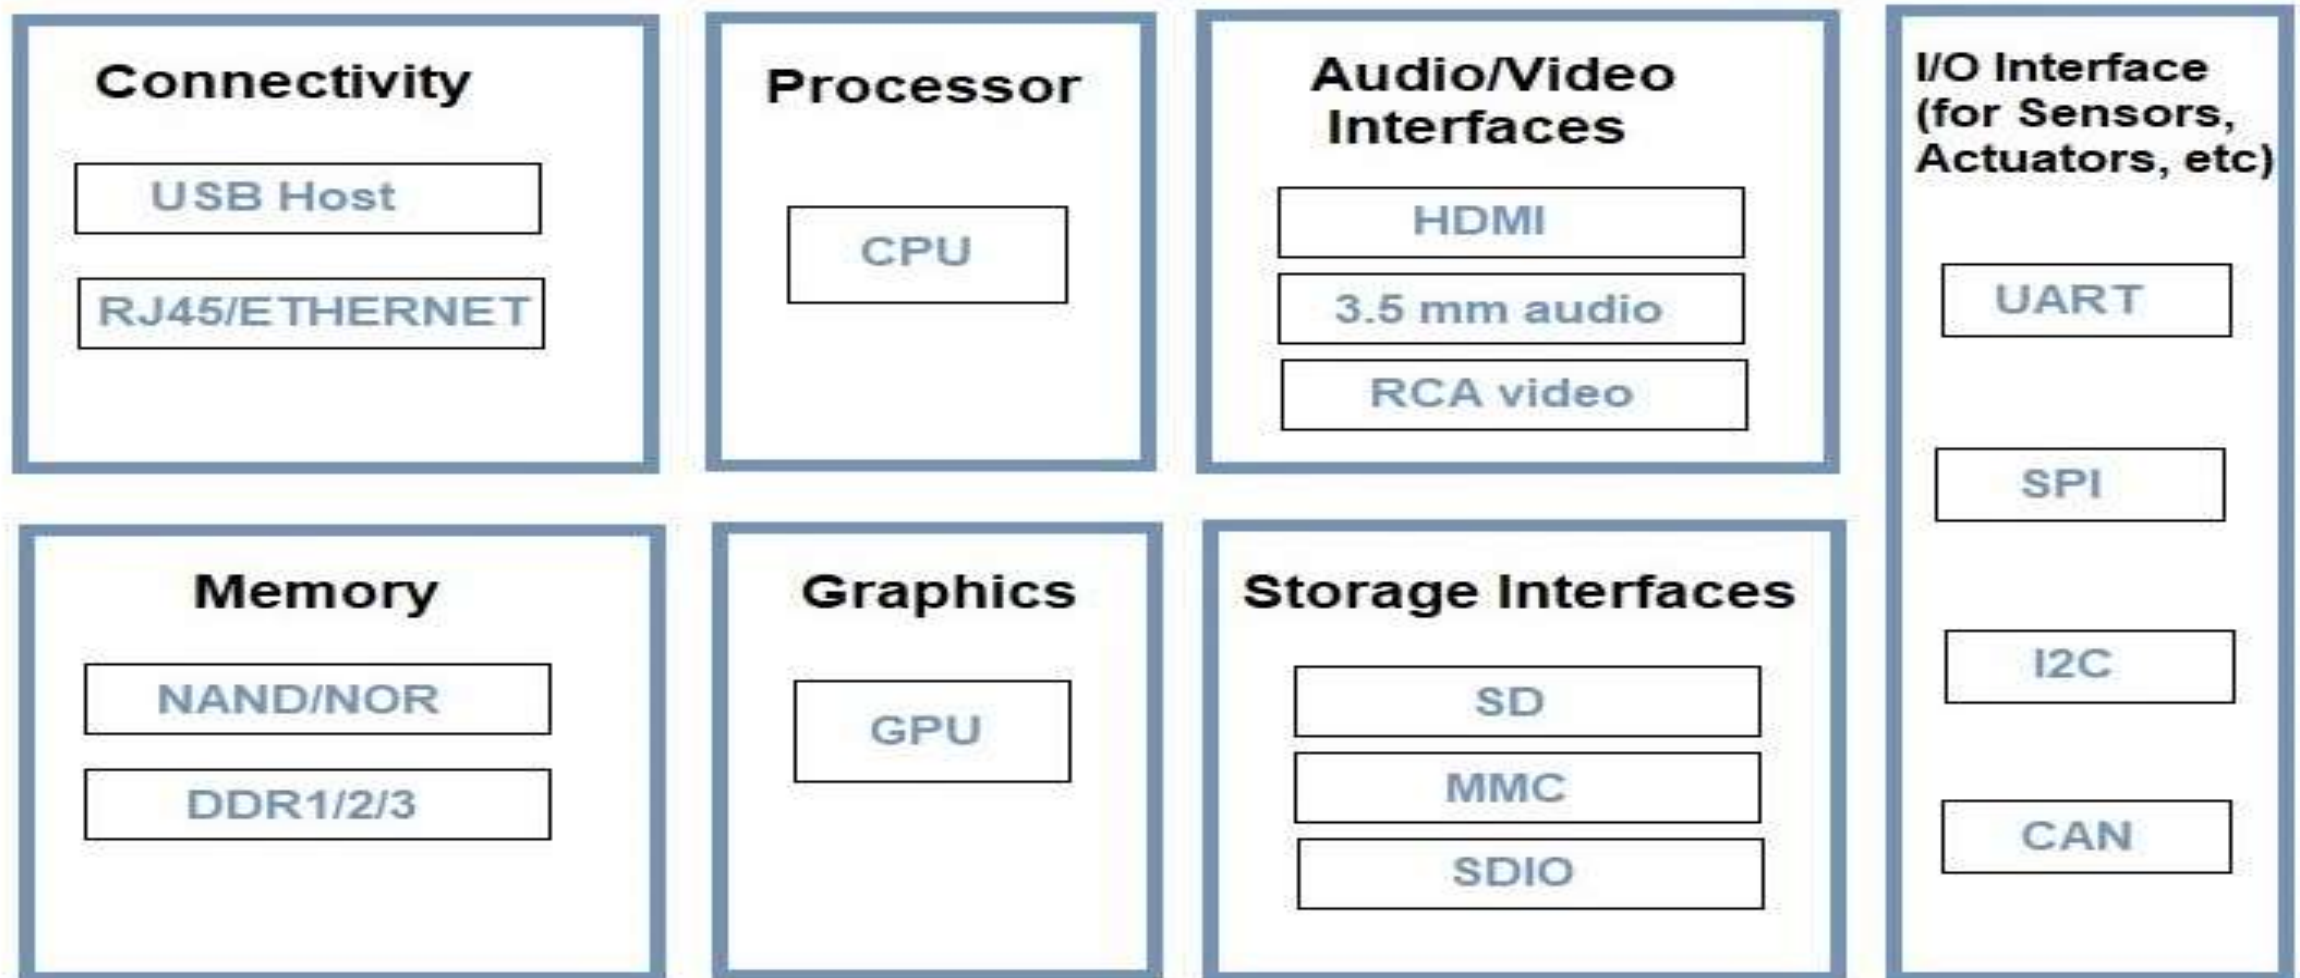 Connectivity
USB Host
RJ45/ETHERNET
Processor
CPU
Audio/Video
Interfaces
HDMI
3.5 mm audio
RCA video
I/O Interface
(for Sensors,
Actuators, etc)
UART
SPI
I2C
CAN
Memory
NAND/NOR
DDR1/2/3
Graphics
GPU
Storage Interfaces
SD
MMC
SDIO